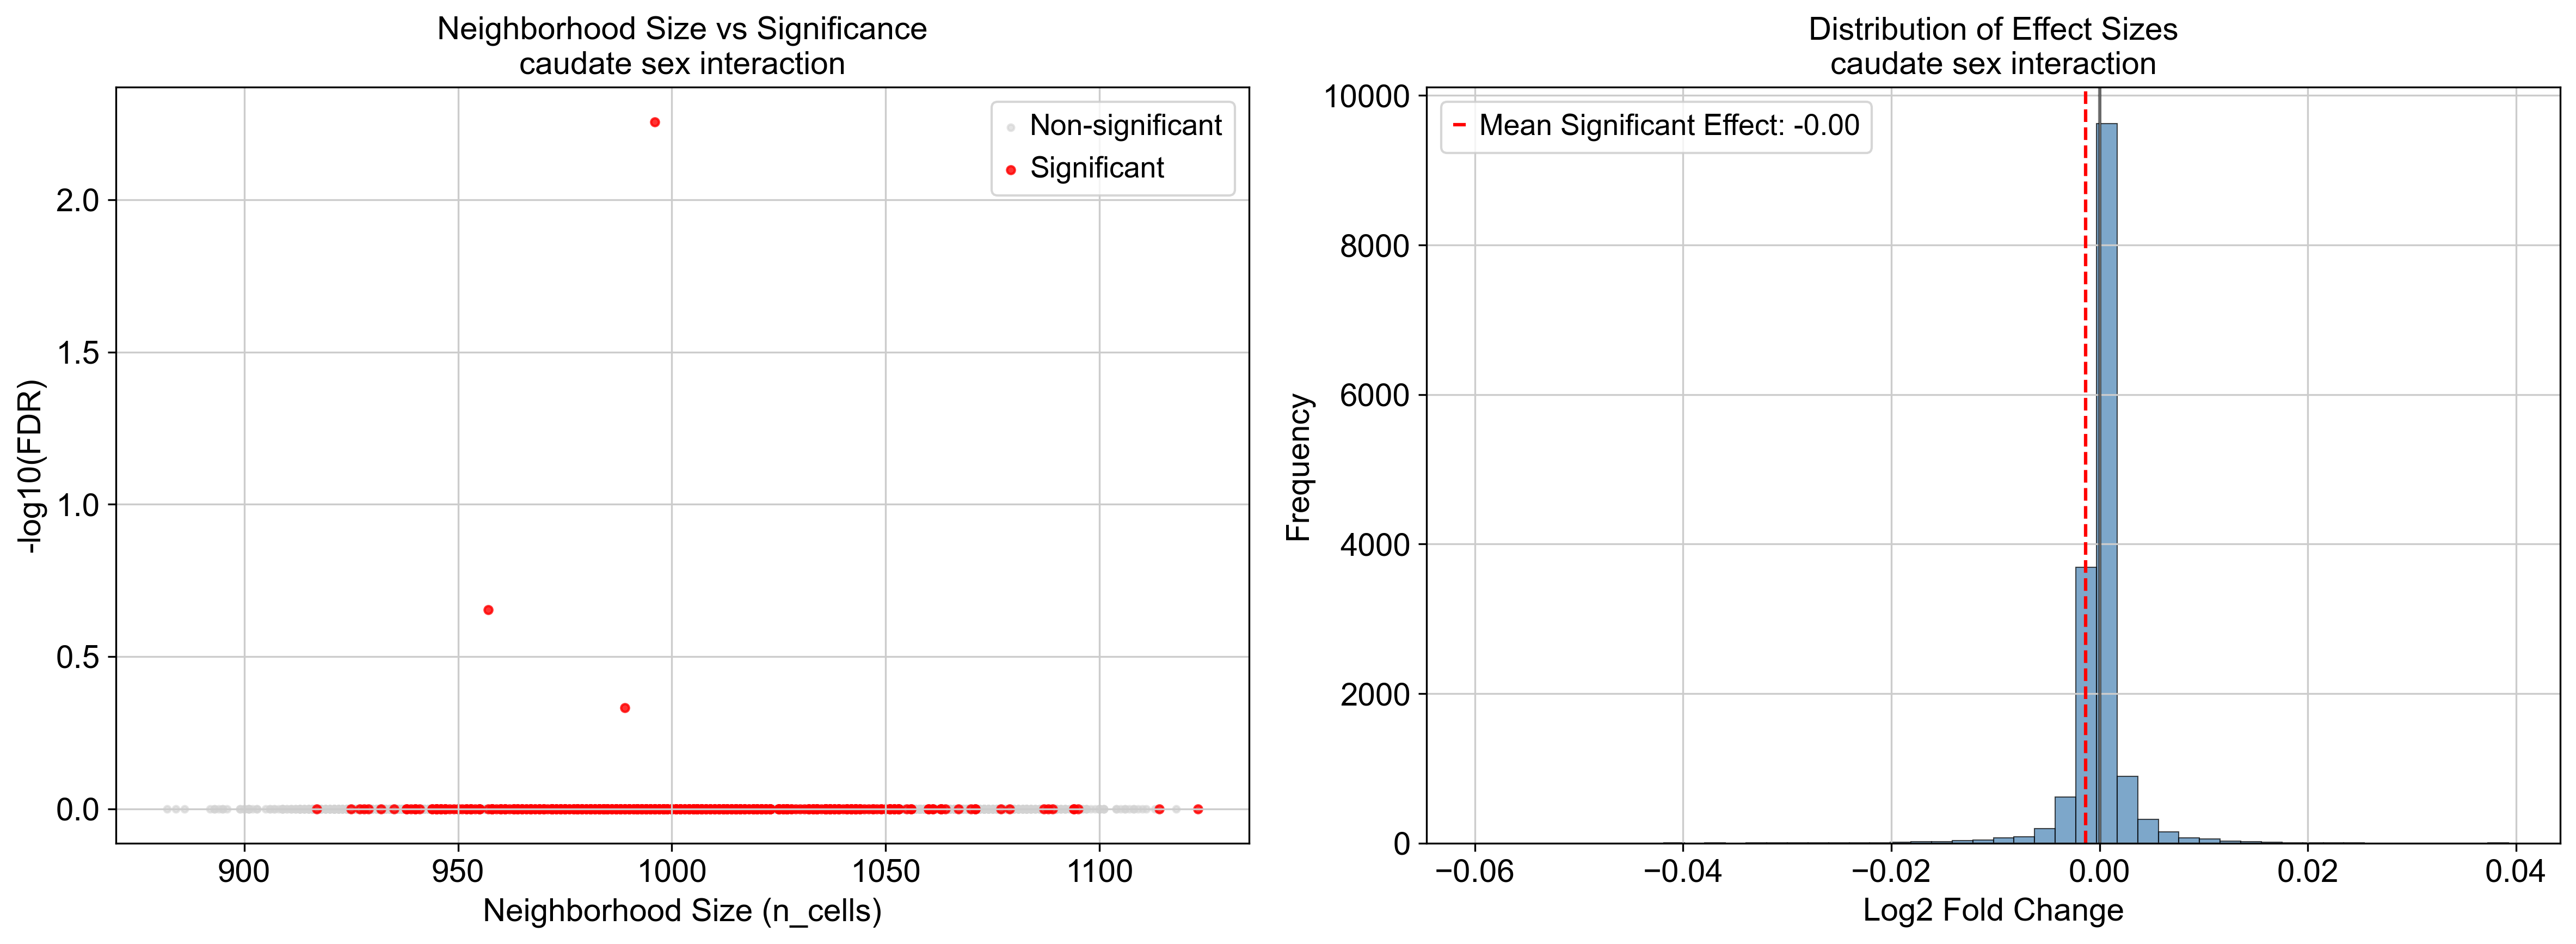 Neighborhood Size vs Significance
caudate sex interaction
-log10(FDR)
2.0
1.5
1.0
0.5
0.0
Non-significant
Significant
900
950
1000
1050
1100
Neighborhood Size (n_cells)
Distribution of Effect Sizes
caudate sex interaction
Frequency
10000
8000
6000
4000
2000
0
Mean Significant Effect: -0.00
−0.06
−0.04
−0.02
0.00
0.02
0.04
Log2 Fold Change